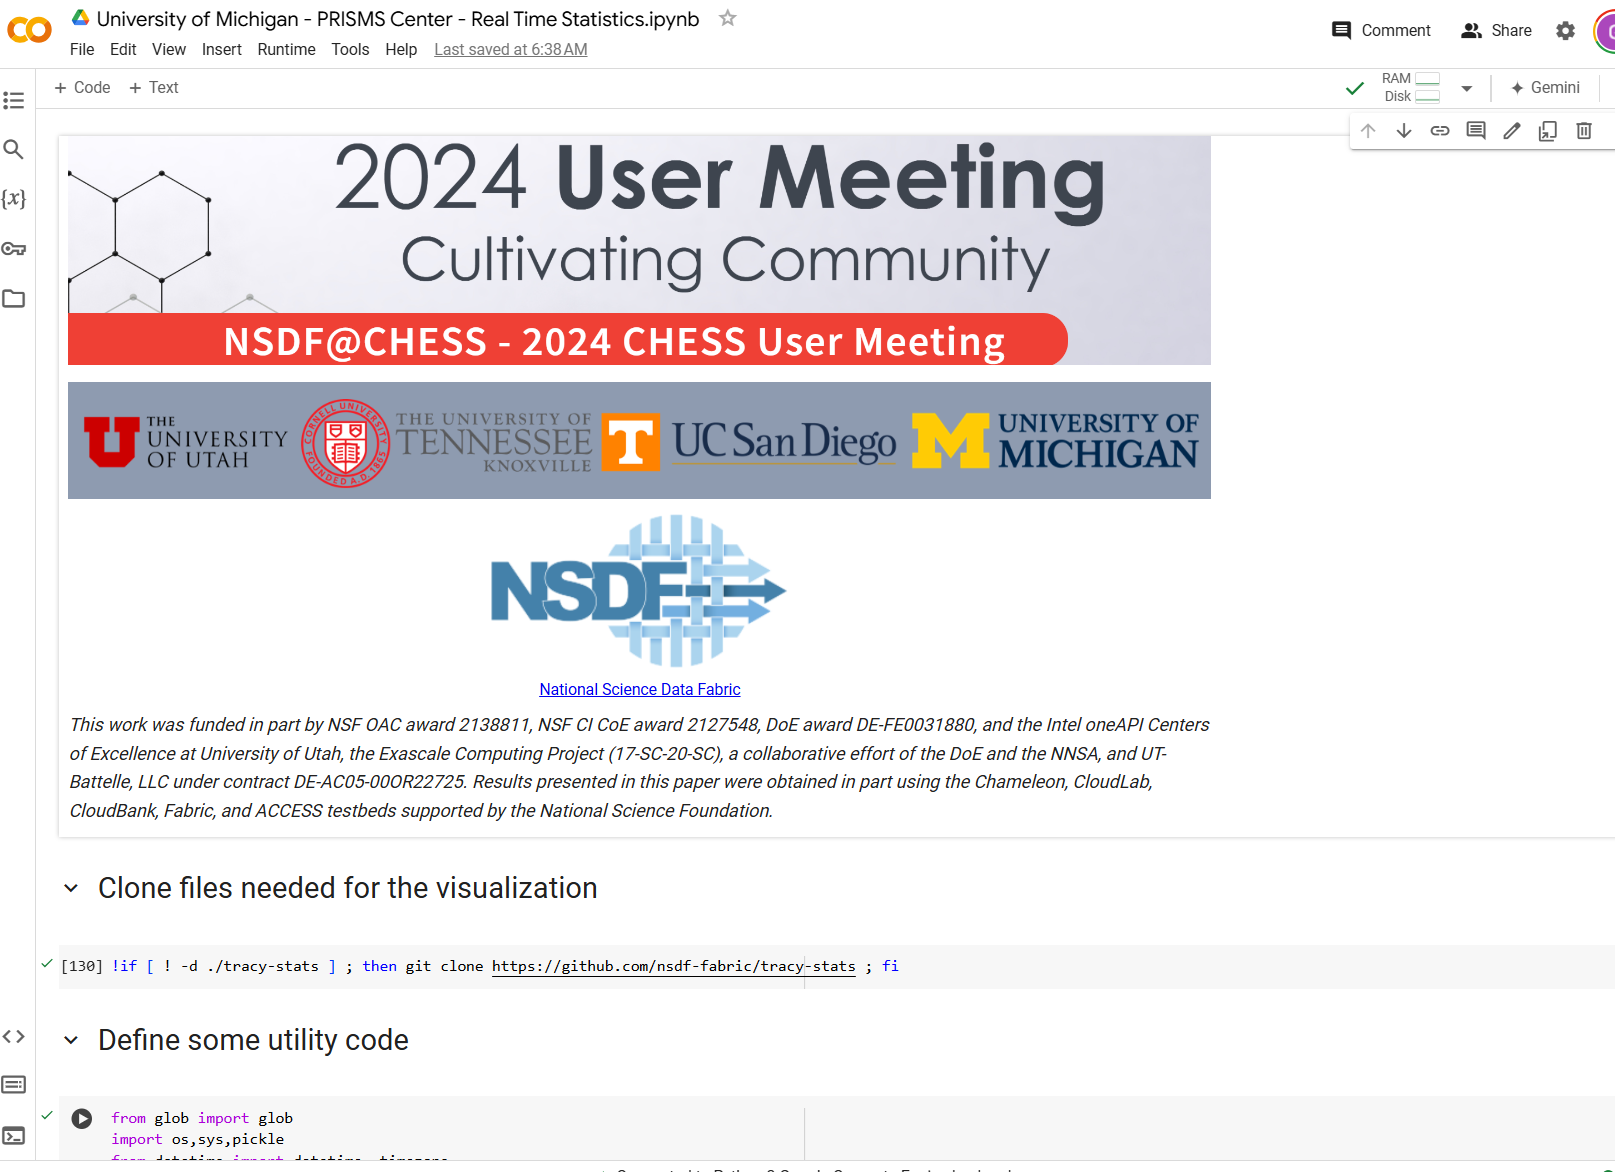 University of Michigan - PRISMS Center - Real Time Statistics.ipynb
File Edit View Insert Runtime Tools Help Last saved at 6:38 AM
Comment Share
+ Code + Text
RAM
Disk
Gemini
2024 User Meeting
Cultivating Community
NSDF@CHESS - 2024 CHESS User Meeting
THE
UNIVERSITY
OF UTAH
CORNELL UNIVERSITY
FOUNDED A.D. 1865
THE UNIVERSITY OF
TENNESSEE
KNOXVILLE
T
UC San Diego
M
UNIVERSITY OF
MICHIGAN
NSDF
National Science Data Fabric
This work was funded in part by NSF OAC award 2138811, NSF CI CoE award 2127548, DoE award DE-FE0031880, and the Intel oneAPI Centers
of Excellence at University of Utah, the Exascale Computing Project (17-SC-20-SC), a collaborative effort of the DoE and the NNSA, and UT-
Battelle, LLC under contract DE-AC05-00OR22725. Results presented in this paper were obtained in part using the Chameleon, CloudLab,
CloudBank, Fabric, and ACCESS testbeds supported by the National Science Foundation.
Clone files needed for the visualization
[130] !if [ ! -d ./tracy-stats ] ; then git clone https://github.com/nsdf-fabric/tracy-stats ; fi
Define some utility code
from glob import glob
import os,sys,pickle
from datetime import datetime, timezone